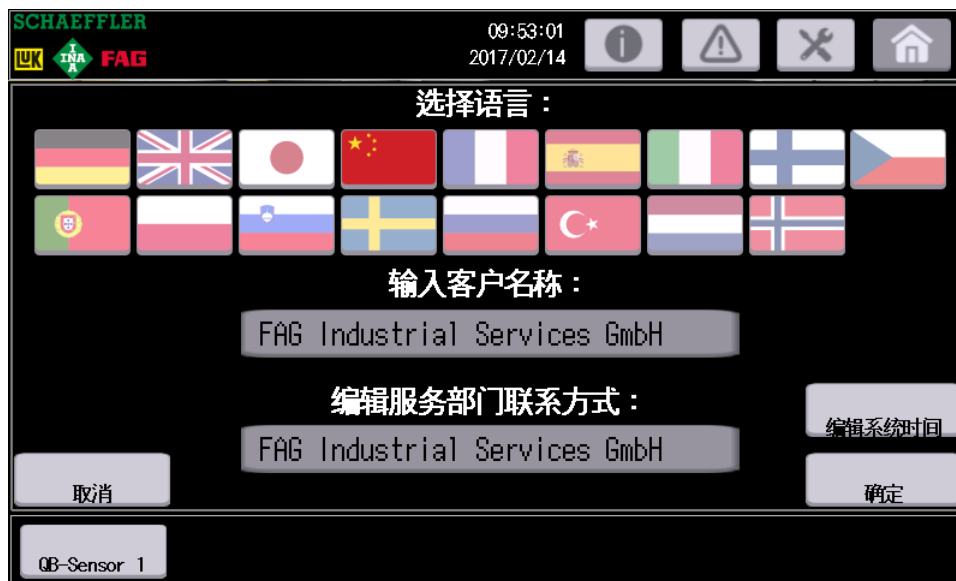 SCHAEFFLER
LUK INA FAG
09:53:01
2017/02/14
选择语言：
输入客户名称：
FAG Industrial Services GmbH
编辑服务部门联系方式：
FAG Industrial Services GmbH
编辑系统时间
取消
确定
QB-Sensor 1